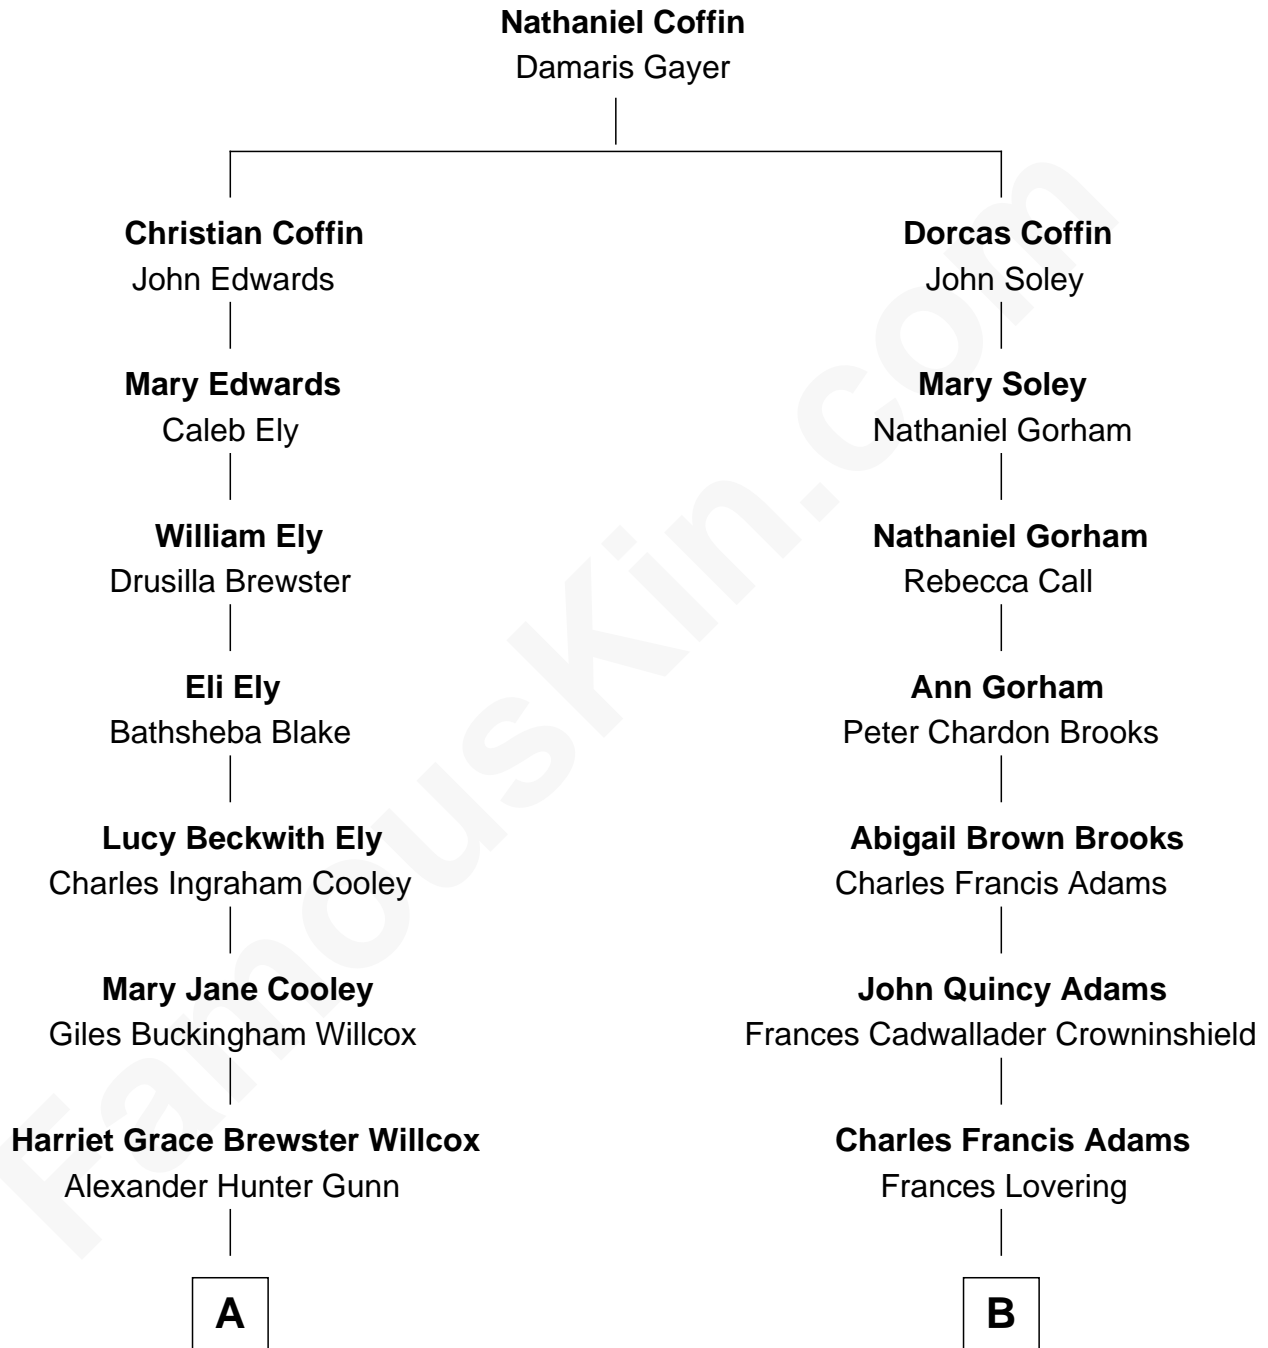 Nathaniel Coffin
Damaris Gayer
Christian Coffin
John Edwards
Dorcas Coffin
John Soley
Mary Edwards
Caleb Ely
Mary Soley
Nathaniel Gorham
William Ely
Drusilla Brewster
Nathaniel Gorham
Rebecca Call
Eli Ely
Bathsheba Blake
Ann Gorham
Peter Chardon Brooks
Lucy Beckwith Ely
Charles Ingraham Cooley
Abigail Brown Brooks
Charles Francis Adams
Mary Jane Cooley
Giles Buckingham Willcox
John Quincy Adams
Frances Cadwallader Crowninshield
Harriet Grace Brewster Willcox
Alexander Hunter Gunn
Charles Francis Adams
Frances Lovering
A
B
FamousKin.com